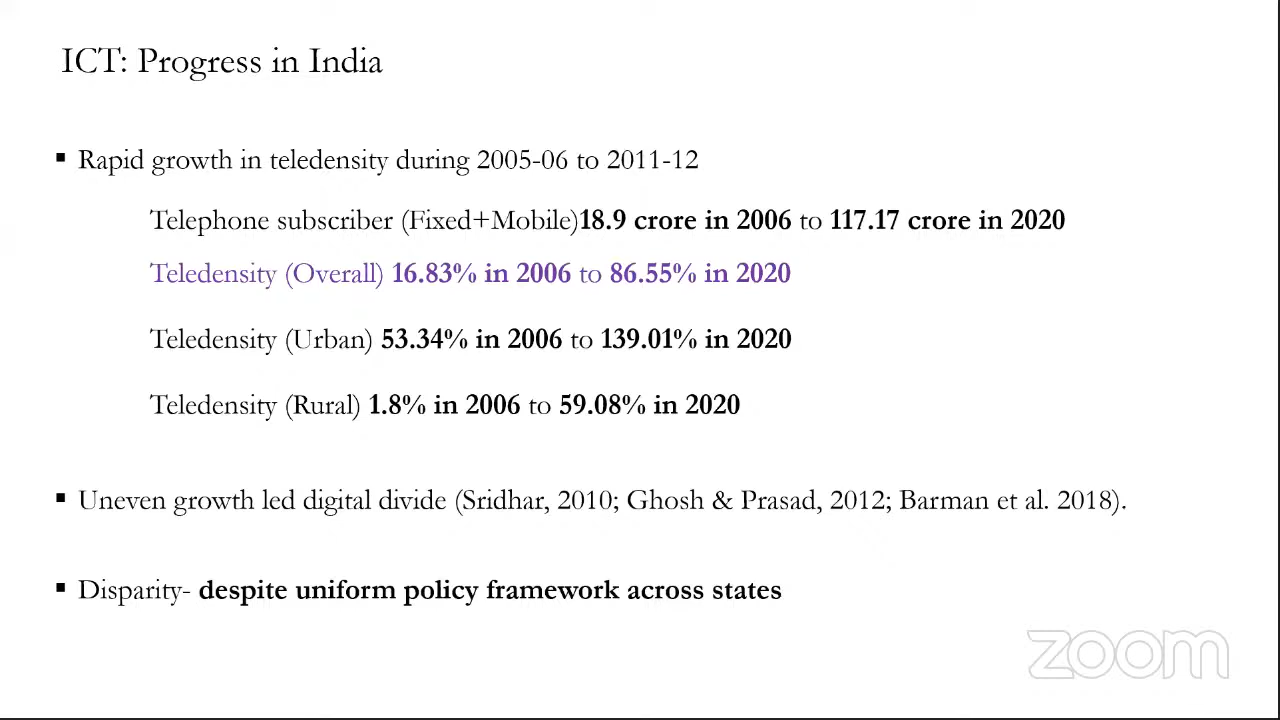 ICT: Progress in India
▪ Rapid growth in teledensity during 2005-06 to 2011-12
Telephone subscriber (Fixed+Mobile)18.9 crore in 2006 to 117.17 crore in 2020
Teledensity (Overall) 16.83% in 2006 to 86.55% in 2020
Teledensity (Urban) 53.34% in 2006 to 139.01% in 2020
Teledensity (Rural) 1.8% in 2006 to 59.08% in 2020
▪ Uneven growth led digital divide (Sridhar, 2010; Ghosh & Prasad, 2012; Barman et al. 2018).
▪ Disparity- despite uniform policy framework across states
zoom